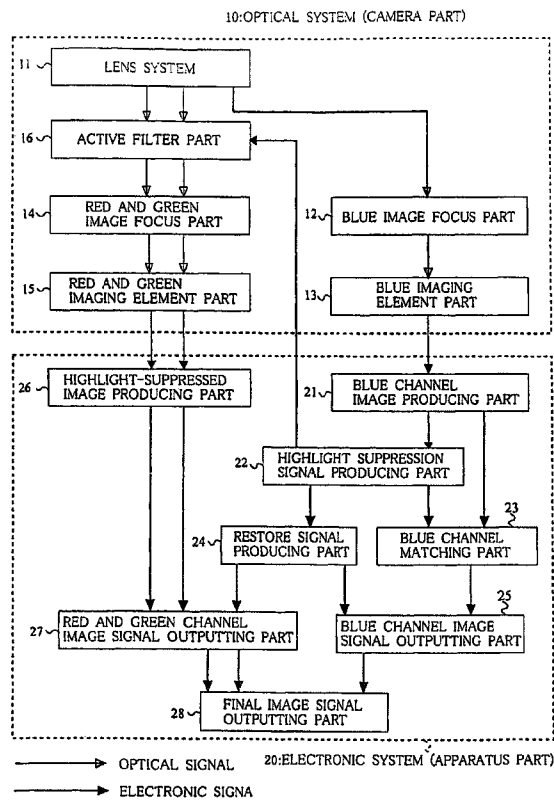 10:OPTICAL SYSTEM (CAMERA PART)
11
LENS SYSTEM
16
ACTIVE FILTER PART
14
RED AND GREEN
IMAGE FOCUS PART
12
BLUE IMAGE FOCUS PART
15
RED AND GREEN
IMAGING ELEMENT PART
13
BLUE IMAGING
ELEMENT PART
26
HIGHLIGHT-SUPPRESSED
IMAGE PRODUCING PART
21
BLUE CHANNEL
IMAGE PRODUCING PART
22
HIGHLIGHT SUPPRESSION
SIGNAL PRODUCING PART
23
24
RESTORE SIGNAL
PRODUCING PART
BLUE CHANNEL
MATCHING PART
25
27
RED AND GREEN CHANNEL
IMAGE SIGNAL OUTPUTTING PART
BLUE CHANNEL IMAGE
SIGNAL OUTPUTTING PART
28
FINAL IMAGE SIGNAL
OUTPUTTING PART
20:ELECTRONIC SYSTEM (APPARATUS PART)
OPTICAL SIGNAL
ELECTRONIC SIGNA